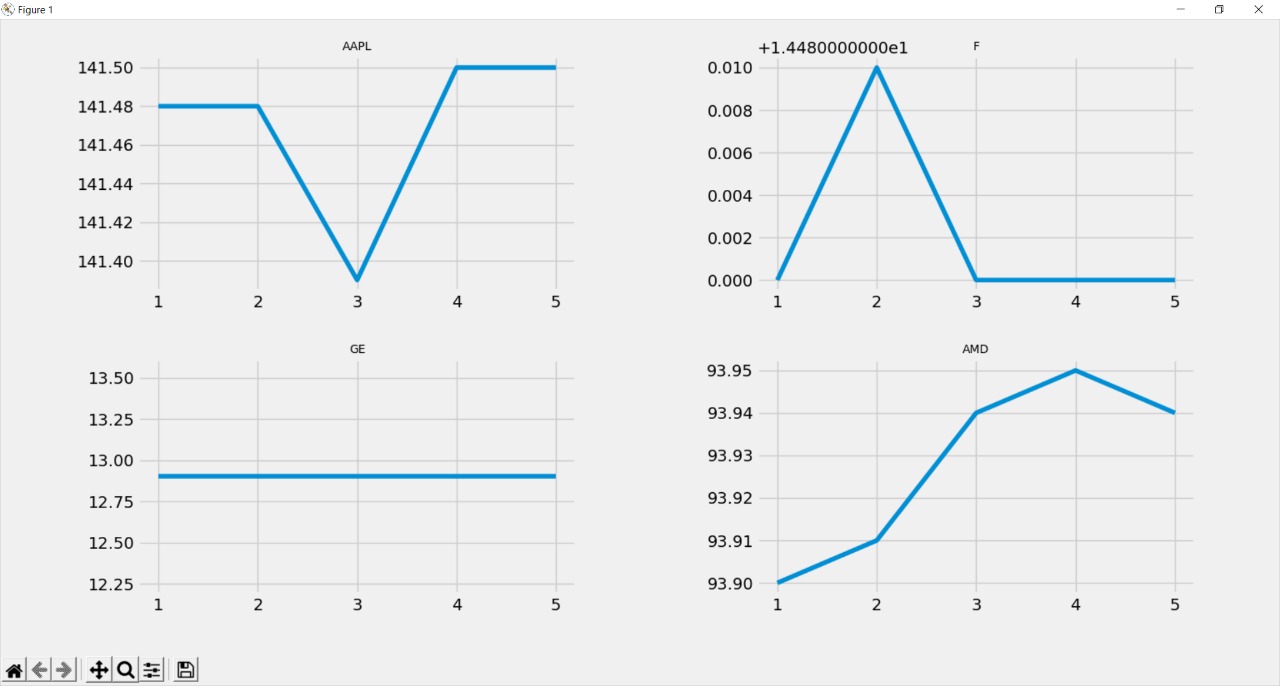 Figure 1
AAPL
141.50
141.48
141.46
141.44
141.42
141.40
1 2 3 4 5
+1.4480000000e1
F
0.010
0.008
0.006
0.004
0.002
0.000
1 2 3 4 5
GE
13.50
13.25
13.00
12.75
12.50
12.25
1 2 3 4 5
AMD
93.95
93.94
93.93
93.92
93.91
93.90
1 2 3 4 5